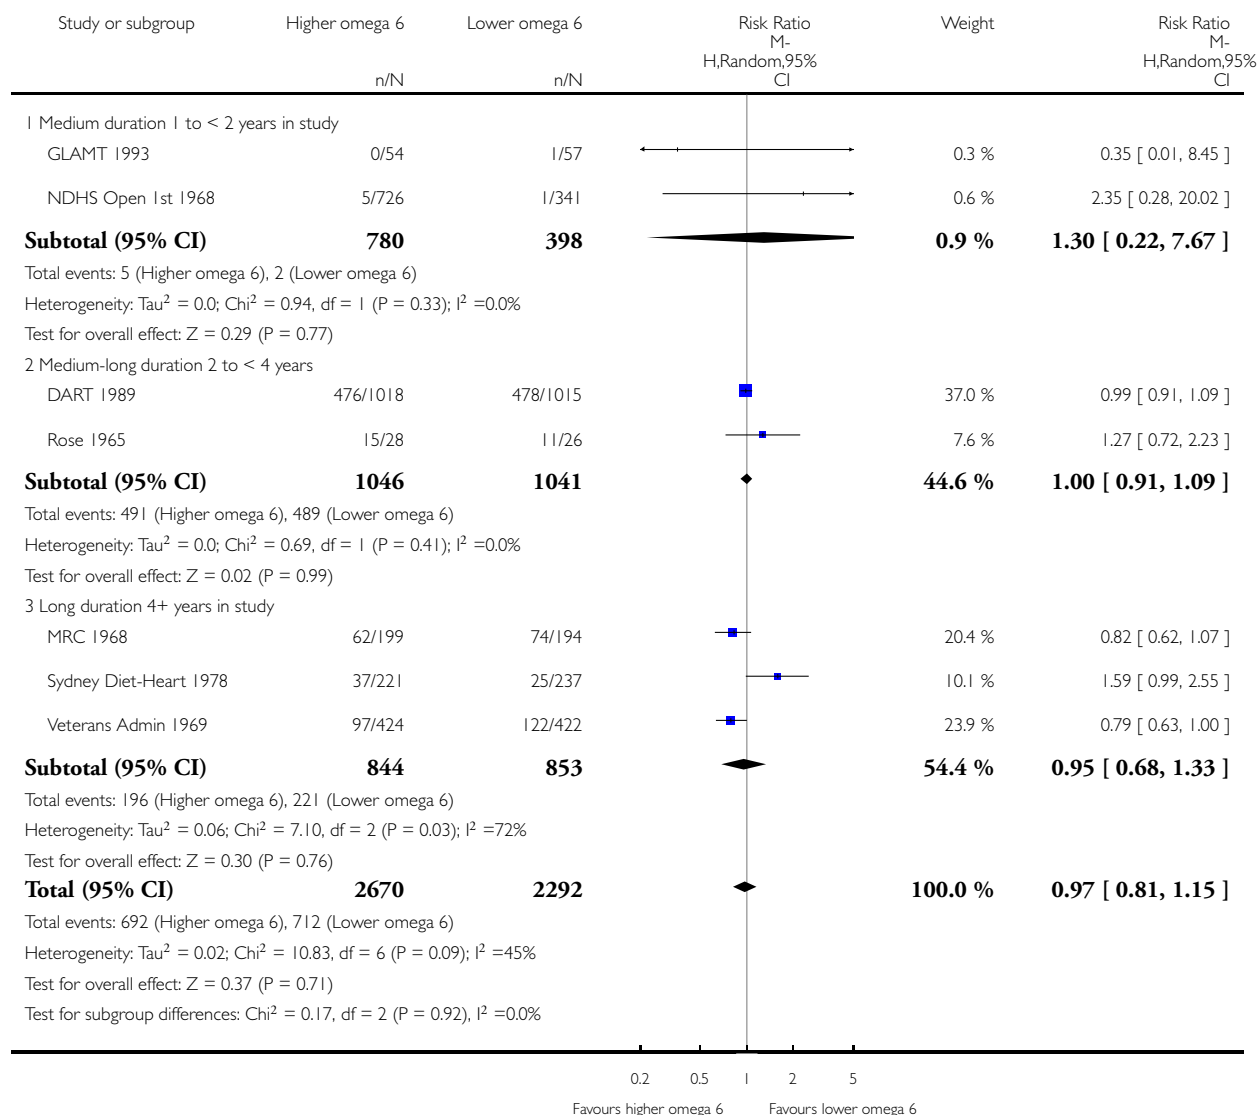 Study or subgroup Higher omega 6 Lower omega 6 Risk Ratio Weight Risk Ratio
M- M-
H,Random,95% H,Random,95%
n/N n/N CI CI
1 Medium duration 1 to < 2 years in study
GLAMT 1993 0/54 1/57 0.3 % 0.35 [ 0.01, 8.45 ]
NDHS Open 1st 1968 5/726 1/341 0.6 % 2.35 [ 0.28, 20.02 ]
Subtotal (95% CI) 780 398 0.9 % 1.30 [ 0.22, 7.67 ]
Total events: 5 (Higher omega 6), 2 (Lower omega 6)
Heterogeneity: Tau² = 0.0; Chi² = 0.94, df = 1 (P = 0.33); I² =0.0%
Test for overall effect: Z = 0.29 (P = 0.77)
2 Medium-long duration 2 to < 4 years
DART 1989 476/1018 478/1015 37.0 % 0.99 [ 0.91, 1.09 ]
Rose 1965 15/28 11/26 7.6 % 1.27 [ 0.72, 2.23 ]
Subtotal (95% CI) 1046 1041 44.6 % 1.00 [ 0.91, 1.09 ]
Total events: 491 (Higher omega 6), 489 (Lower omega 6)
Heterogeneity: Tau² = 0.0; Chi² = 0.69, df = 1 (P = 0.41); I² =0.0%
Test for overall effect: Z = 0.02 (P = 0.99)
3 Long duration 4+ years in study
MRC 1968 62/199 74/194 20.4 % 0.82 [ 0.62, 1.07 ]
Sydney Diet-Heart 1978 37/221 25/237 10.1 % 1.59 [ 0.99, 2.55 ]
Veterans Admin 1969 97/424 122/422 23.9 % 0.79 [ 0.63, 1.00 ]
Subtotal (95% CI) 844 853 54.4 % 0.95 [ 0.68, 1.33 ]
Total events: 196 (Higher omega 6), 221 (Lower omega 6)
Heterogeneity: Tau² = 0.06; Chi² = 7.10, df = 2 (P = 0.03); I² =72%
Test for overall effect: Z = 0.30 (P = 0.76)
Total (95% CI) 2670 2292 100.0 % 0.97 [ 0.81, 1.15 ]
Total events: 692 (Higher omega 6), 712 (Lower omega 6)
Heterogeneity: Tau² = 0.02; Chi² = 10.83, df = 6 (P = 0.09); I² =45%
Test for overall effect: Z = 0.37 (P = 0.71)
Test for subgroup differences: Chi² = 0.17, df = 2 (P = 0.92), I² =0.0%
0.2 0.5 1 2 5
Favours higher omega 6 Favours lower omega 6